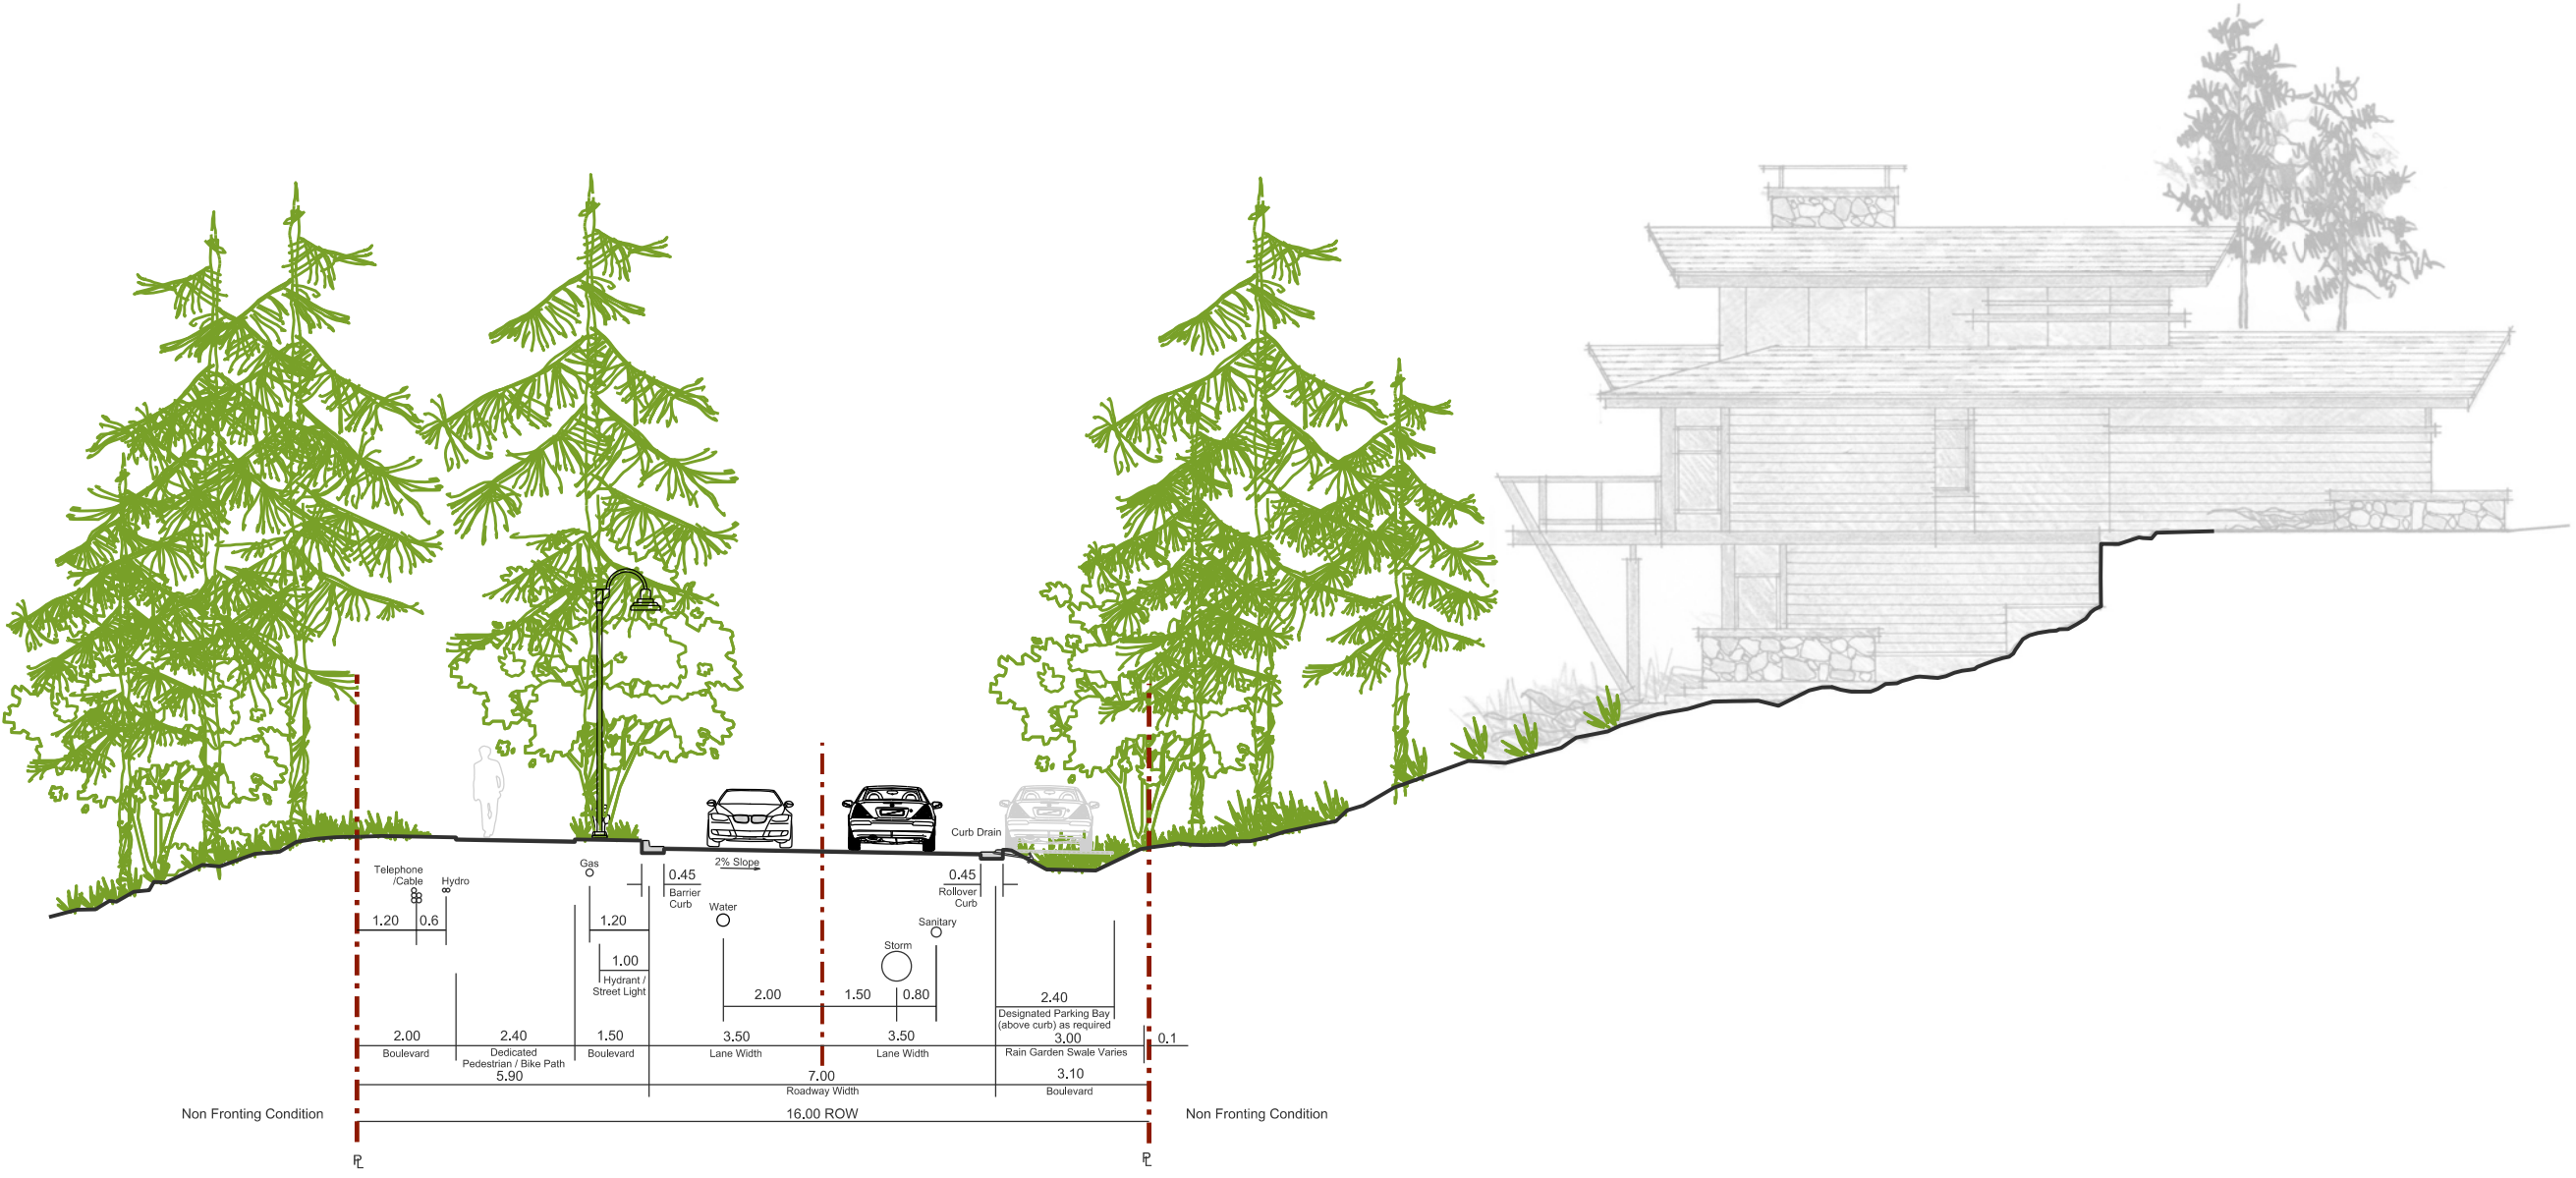 Curb Drain
2% Slope
Gas
Telephone
/Cable
Hydro
0.45
Barrier
Curb
0.45
Rollover
Curb
Water
1.20
0.6
1.20
Sanitary
Storm
1.00
Hydrant /
Street Light
2.00
1.50
0.80
2.40
Designated Parking Bay
(above curb) as required
2.00
Boulevard
2.40
Dedicated
Pedestrian / Bike Path
1.50
Boulevard
3.50
Lane Width
3.50
Lane Width
3.00
Rain Garden Swale Varies
0.1
5.90
7.00
Roadway Width
3.10
Boulevard
Non Fronting Condition
16.00 ROW
Non Fronting Condition
PL
PL